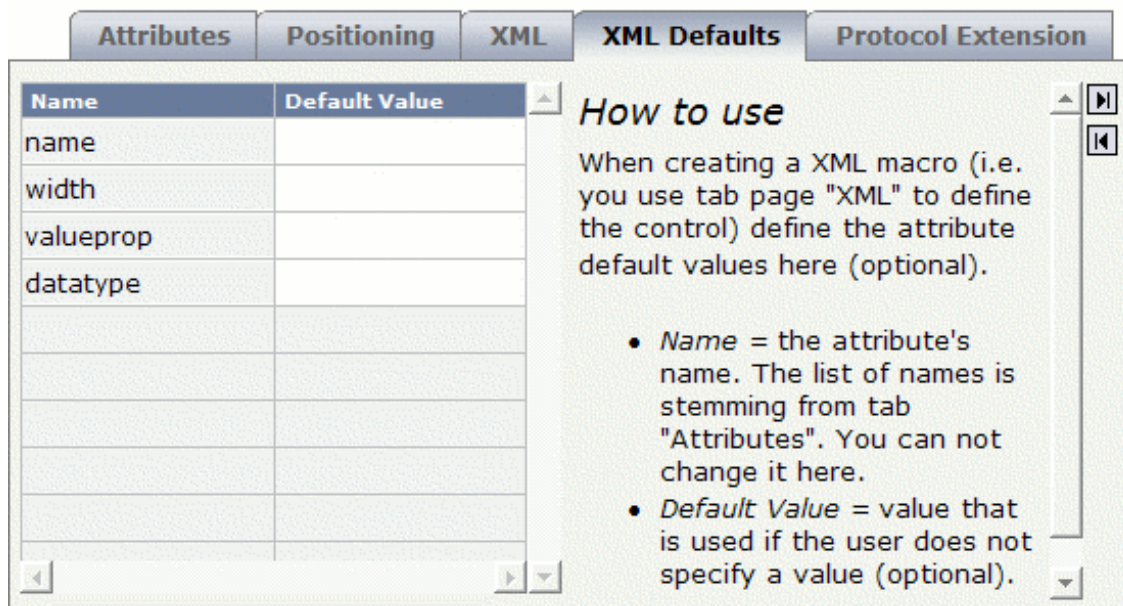 Attributes Positioning XML XML Defaults Protocol Extension
Name Default Value
name
width
valueprop
datatype
How to use
When creating a XML macro (i.e.
you use tab page "XML" to define
the control) define the attribute
default values here (optional).
• Name = the attribute's
name. The list of names is
stemming from tab
"Attributes". You can not
change it here.
• Default Value = value that
is used if the user does not
specify a value (optional).